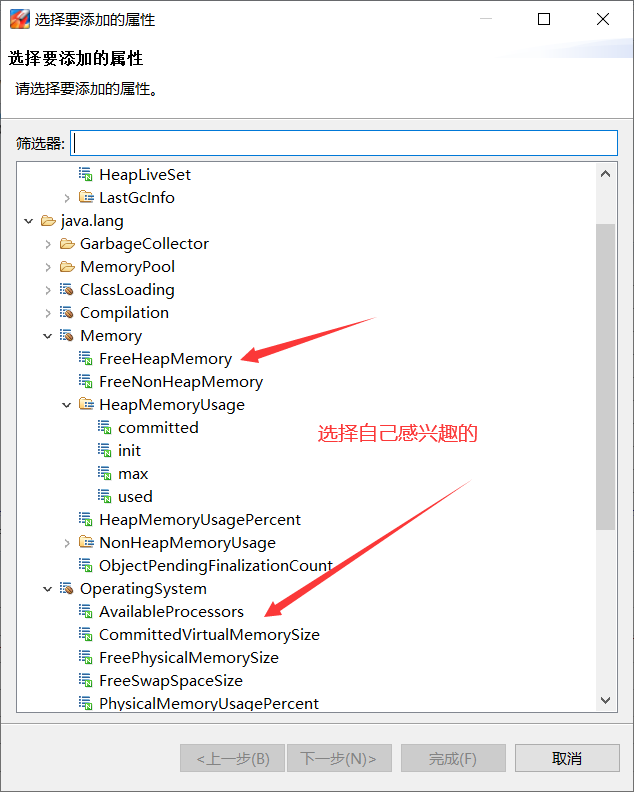 选择要添加的属性
选择要添加的属性
请选择要添加的属性。
筛选器:
HeapLiveSet
LastGcInfo
java.lang
GarbageCollector
MemoryPool
ClassLoading
Compilation
Memory
FreeHeapMemory
FreeNonHeapMemory
HeapMemoryUsage
committed
选择自己感兴趣的
init
max
used
HeapMemoryUsagePercent
NonHeapMemoryUsage
ObjectPendingFinalizationCount
OperatingSystem
AvailableProcessors
CommittedVirtualMemorySize
FreePhysicalMemorySize
FreeSwapSpaceSize
PhysicalMemoryUsagePercent
<上一步(B) 下一步(N)> 完成(F) 取消